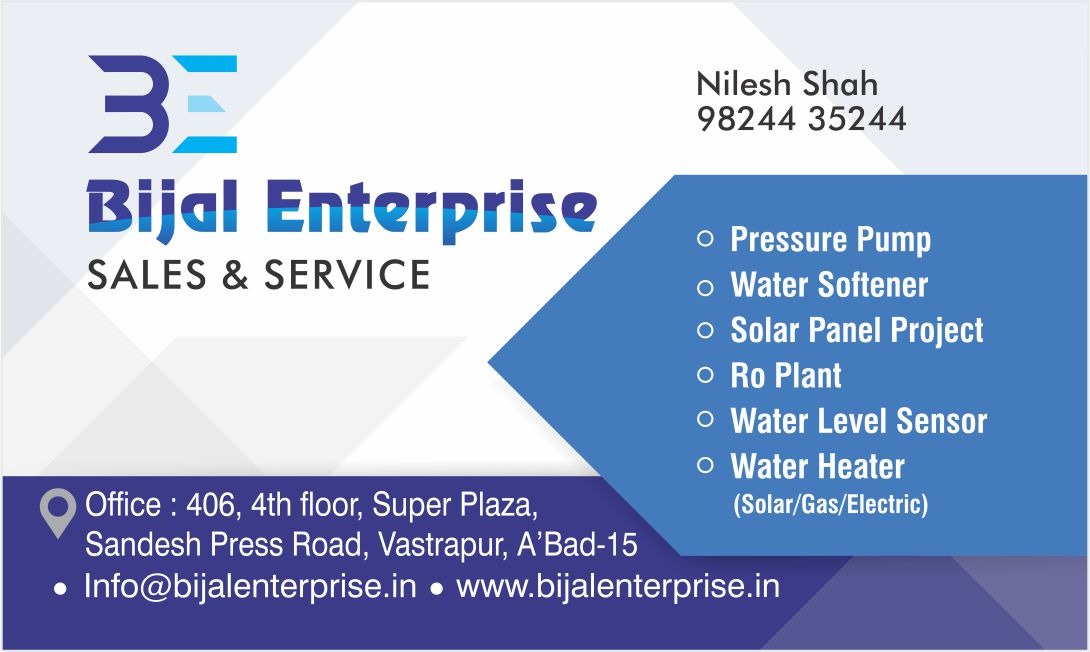 BE
Bijal Enterprise
SALES & SERVICE
Nilesh Shah
98244 35244
Pressure Pump
Water Softener
Solar Panel Project
Ro Plant
Water Level Sensor
Water Heater
(Solar/Gas/Electric)
Office : 406, 4th floor, Super Plaza,
Sandesh Press Road, Vastrapur, A'Bad-15
• Info@bijalenterprise.in • www.bijalenterprise.in